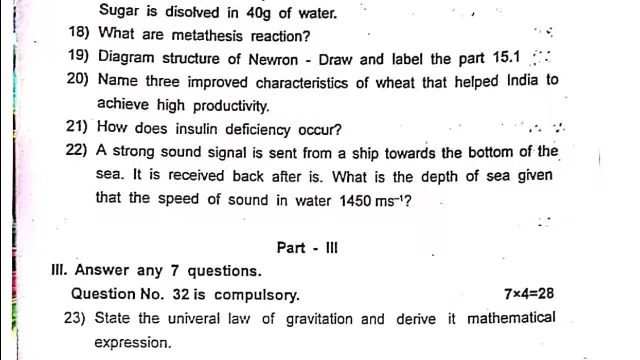 Sugar is disolved in 40g of water.
18) What are metathesis reaction?
19) Diagram structure of Newron - Draw and label the part 15.1
20) Name three improved characteristics of wheat that helped India to
achieve high productivity.
21) How does insulin deficiency occur?
22) A strong sound signal is sent from a ship towards the bottom of the
sea. It is received back after is. What is the depth of sea given
that the speed of sound in water 1450 ms⁻¹?
Part - III
III. Answer any 7 questions.
Question No. 32 is compulsory. 7×4=28
23) State the univeral law of gravitation and derive it mathematical
expression.